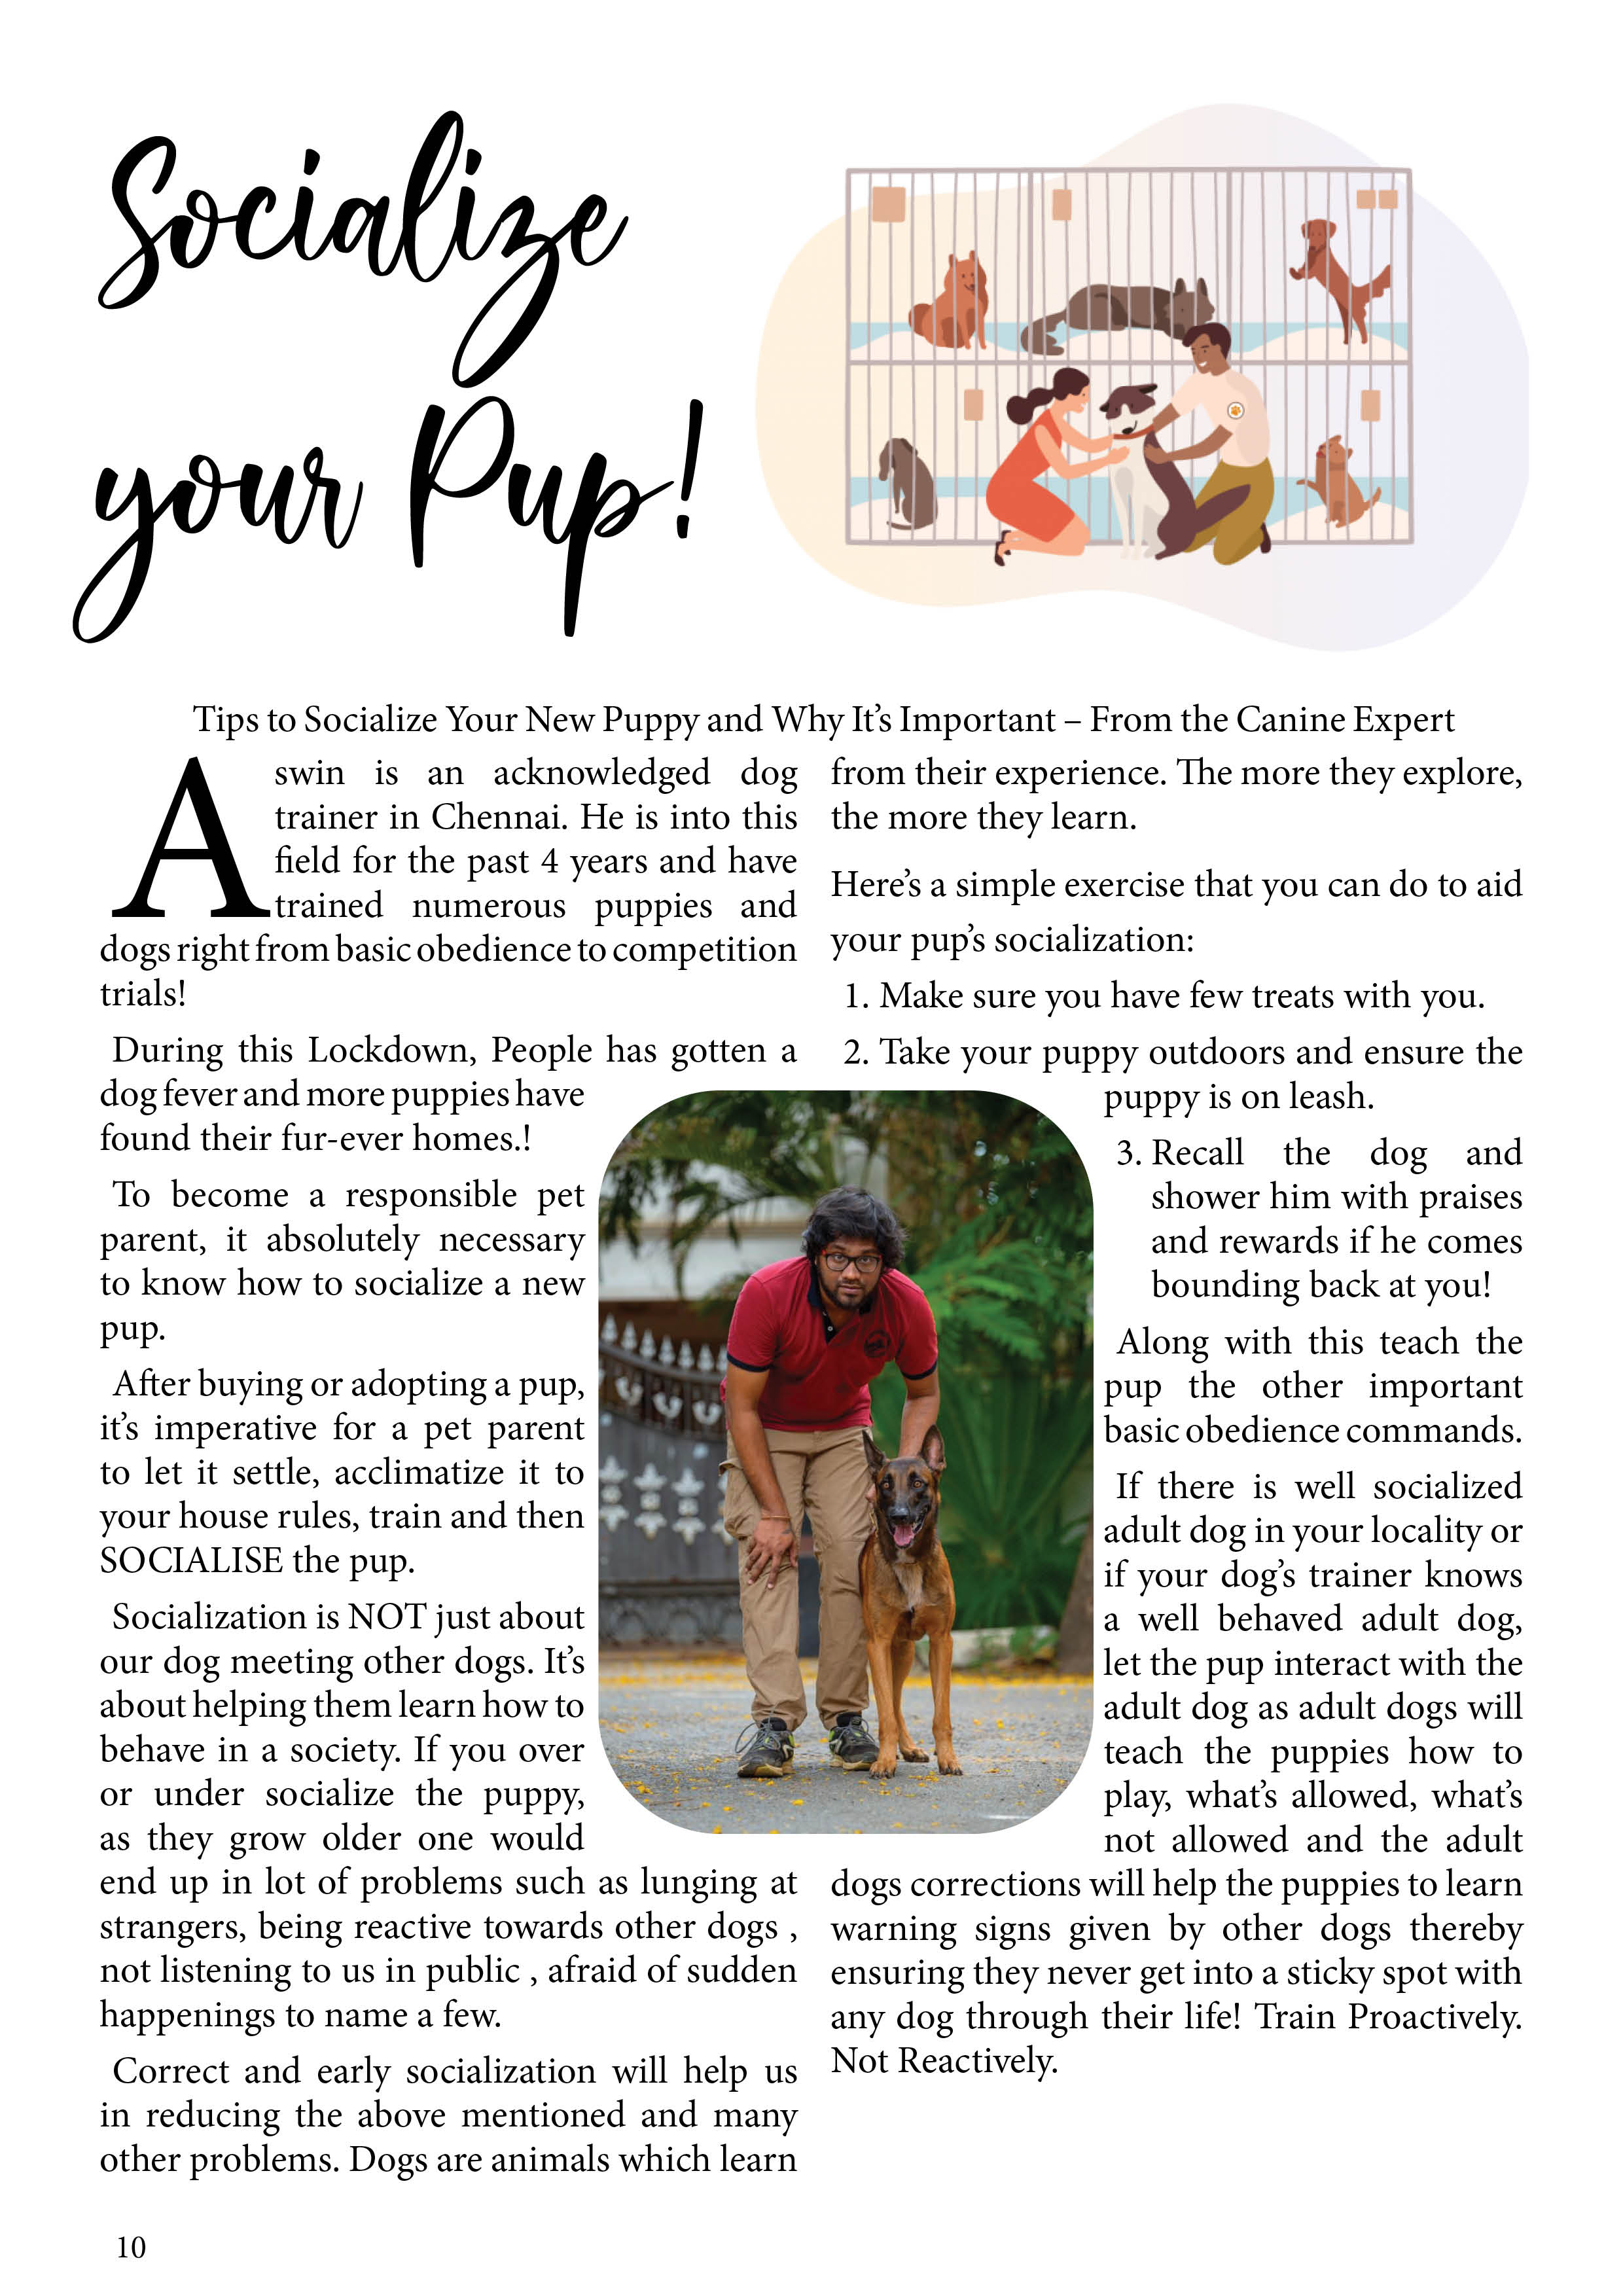 Socialize
your Pup!
Tips to Socialize Your New Puppy and Why It's Important – From the Canine Expert
Aswin is an acknowledged dog
trainer in Chennai. He is into this
field for the past 4 years and have
trained numerous puppies and
dogs right from basic obedience to competition
trials!
During this Lockdown, People has gotten a
dog fever and more puppies have
found their fur-ever homes.!
To become a responsible pet
parent, it absolutely necessary
to know how to socialize a new
pup.
After buying or adopting a pup,
it's imperative for a pet parent
to let it settle, acclimatize it to
your house rules, train and then
SOCIALISE the pup.
Socialization is NOT just about
our dog meeting other dogs. It's
about helping them learn how to
behave in a society. If you over
or under socialize the puppy,
as they grow older one would
end up in lot of problems such as lunging at
strangers, being reactive towards other dogs ,
not listening to us in public , afraid of sudden
happenings to name a few.
Correct and early socialization will help us
in reducing the above mentioned and many
other problems. Dogs are animals which learn
from their experience. The more they explore,
the more they learn.
Here's a simple exercise that you can do to aid
your pup's socialization:
1. Make sure you have few treats with you.
2. Take your puppy outdoors and ensure the
puppy is on leash.
3. Recall the dog and
shower him with praises
and rewards if he comes
bounding back at you!
Along with this teach the
pup the other important
basic obedience commands.
If there is well socialized
adult dog in your locality or
if your dog's trainer knows
a well behaved adult dog,
let the pup interact with the
adult dog as adult dogs will
teach the puppies how to
play, what's allowed, what's
not allowed and the adult
dogs corrections will help the puppies to learn
warning signs given by other dogs thereby
ensuring they never get into a sticky spot with
any dog through their life! Train Proactively.
Not Reactively.
10